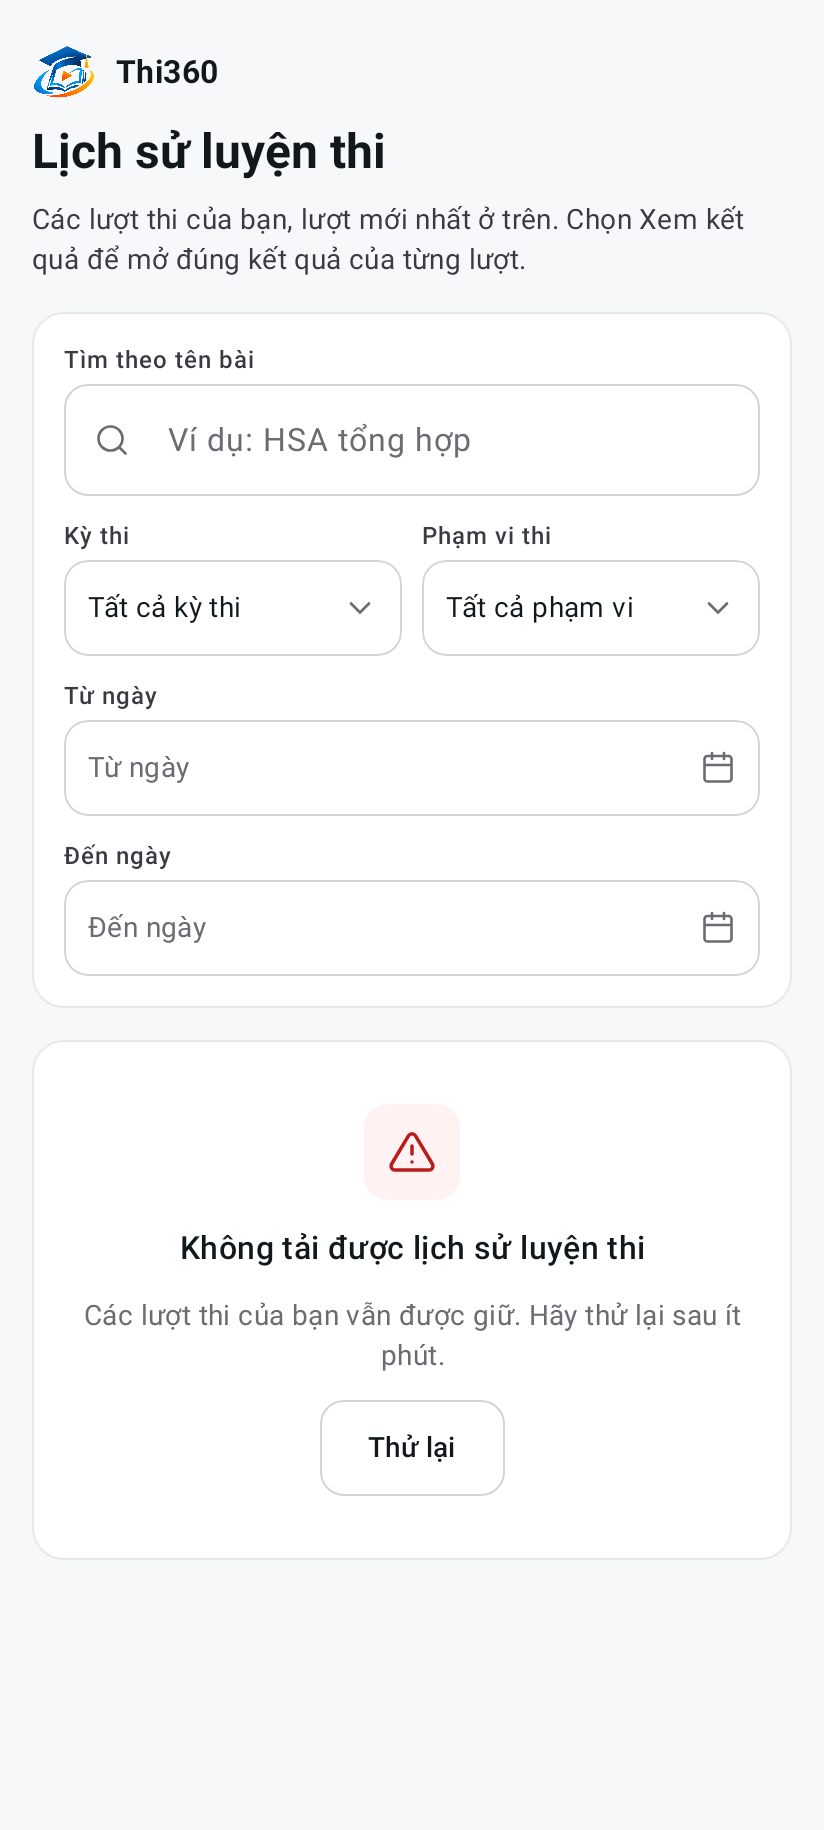 Thi360
Lịch sử luyện thi
Các lượt thi của bạn, lượt mới nhất ở trên. Chọn Xem kết
quả để mở đúng kết quả của từng lượt.
Tìm theo tên bài
Ví dụ: HSA tổng hợp
Kỳ thi
Phạm vi thi
Tất cả kỳ thi
Tất cả phạm vi
Từ ngày
Từ ngày
Đến ngày
Đến ngày
Không tải được lịch sử luyện thi
Các lượt thi của bạn vẫn được giữ. Hãy thử lại sau ít
phút.
Thử lại